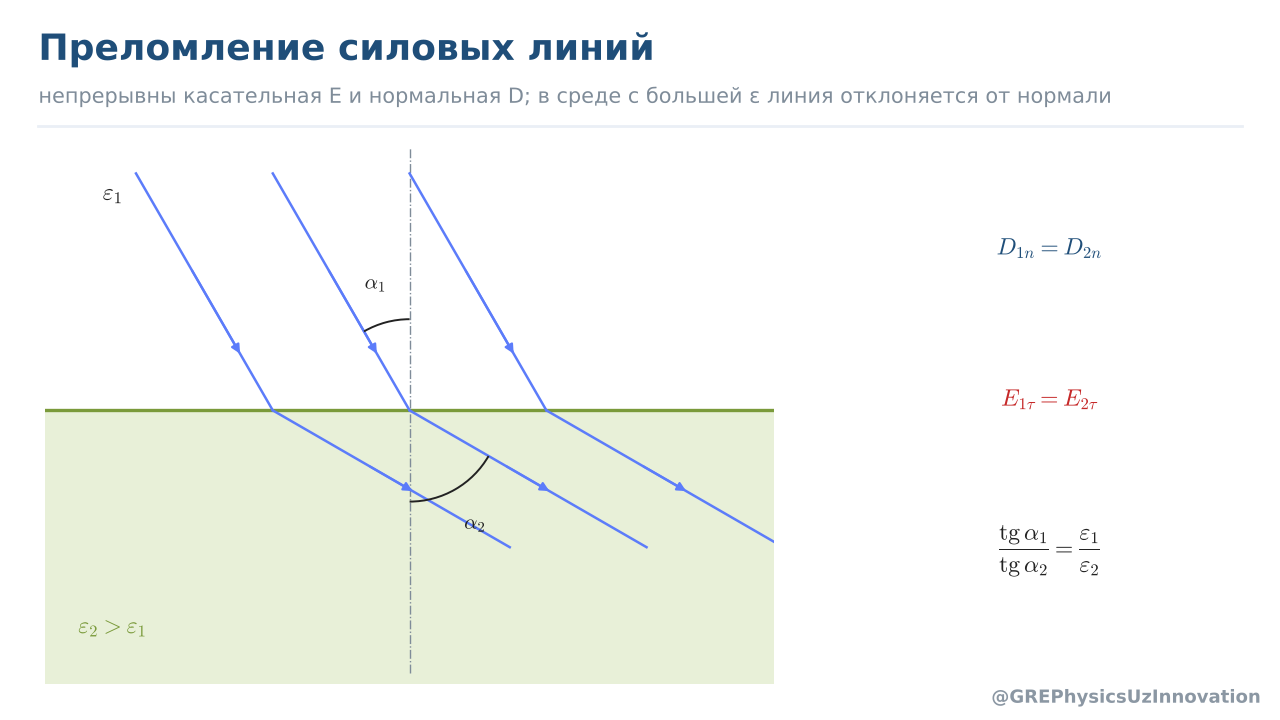 Преломление силовых линий
непрерывны касательная E и нормальная D; в среде с большей ε линия отклоняется от нормали
ε₁
α₁
α₂
ε₂ > ε₁
D₁ₙ = D₂ₙ
E₁τ = E₂τ
tg α₁ / tg α₂ = ε₁ / ε₂
@GREPhysicsUzInnovation